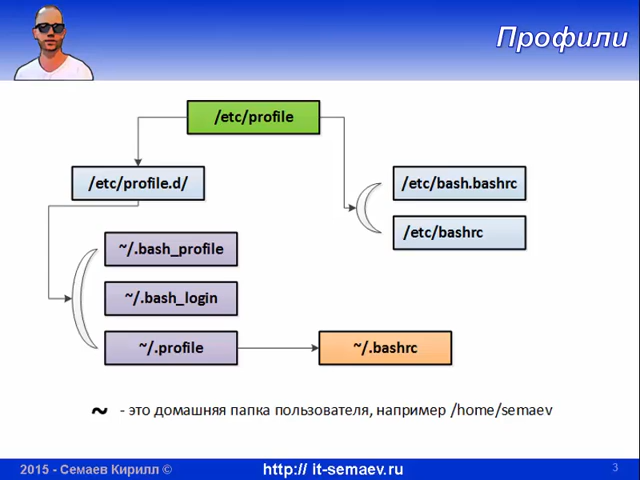 Профили
/etc/profile
/etc/profile.d/
/etc/bash.bashrc
/etc/bashrc
~/.bash_profile
~/.bash_login
~/.profile
~/.bashrc
~ - это домашняя папка пользователя, например /home/semaev
2015 - Семаев Кирилл ©
http:// it-semaev.ru
3